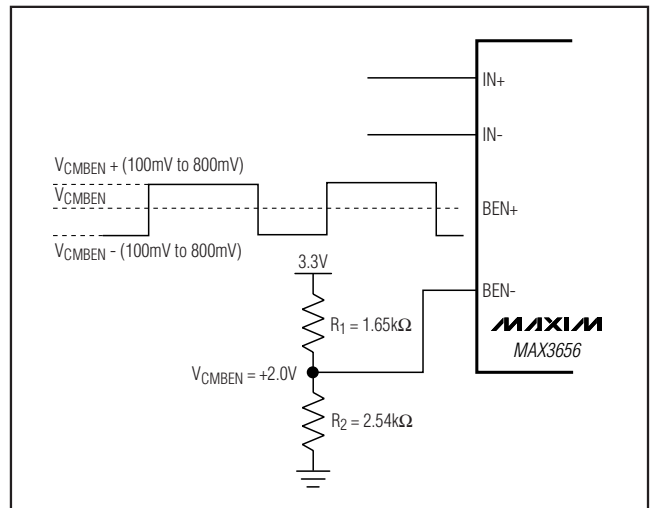 IN+
IN-
VCMBEN + (100mV to 800mV)
VCMBEN
BEN+
VCMBEN - (100mV to 800mV)
3.3V
BEN-
R1 = 1.65kΩ
MAXIM
MAX3656
VCMBEN = +2.0V
R2 = 2.54kΩ